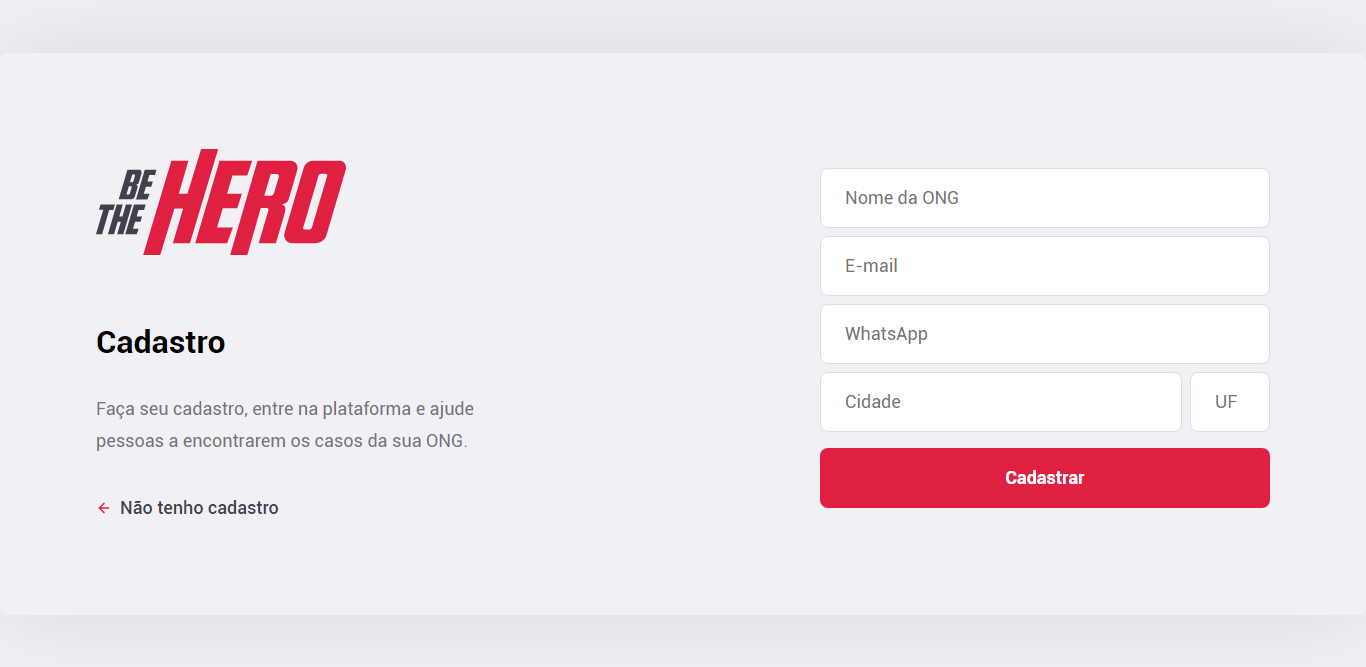 BE
THE
HERO
Cadastro
Faça seu cadastro, entre na plataforma e ajude
pessoas a encontrarem os casos da sua ONG.
Não tenho cadastro
Nome da ONG
E-mail
WhatsApp
Cidade
UF
Cadastrar